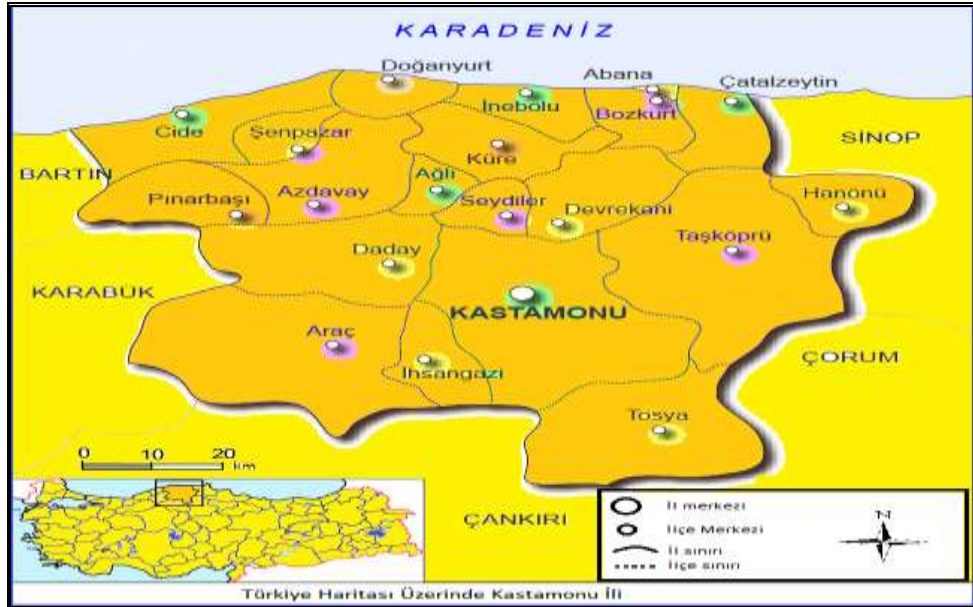 KARADENİZ
Doğanyurt
Abana
Çatalzeytin
İnebolu
Bozkurt
Cide
Şenpazar
SİNOP
Küre
BARTIN
Ağlı
Pınarbaşı
Azdavay
Seydiler
Hanönü
Devrekani
Daday
Taşköprü
KARABÜK
KASTAMONU
Araç
ÇORUM
İhsangazi
Tosya
0 10 20
km
ÇANKIRI
İl merkezi
İlçe Merkezi
İl sınırı
İlçe sınırı
N
Türkiye Haritası Üzerinde Kastamonu İli